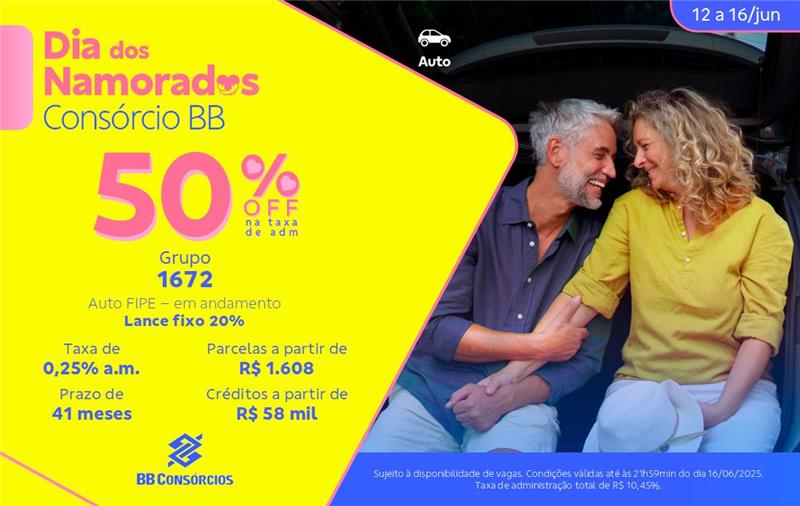 12 a 16/jun
Dia dos
Namorados
Consórcio BB
Auto
50%
OFF
na taxa
de adm
Grupo
1672
Auto FIPE – em andamento
Lance fixo 20%
Taxa de
0,25% a.m.
Parcelas a partir de
R$ 1.608
Prazo de
41 meses
Créditos a partir de
R$ 58 mil
BB CONSÓRCIOS
Sujeito à disponibilidade de vagas. Condições válidas até às 21h59min do dia 16/06/2025.
Taxa de administração total de R$ 10,45%.